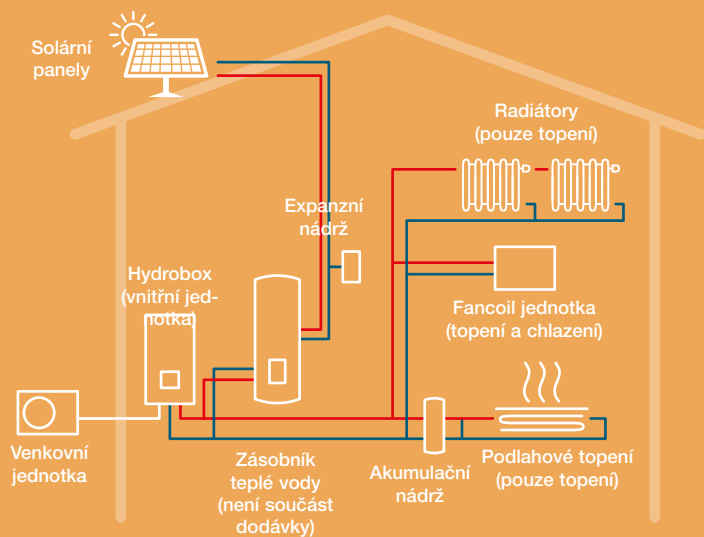 Solární
panely
Radiátory
(pouze topení)
Expanzní
nádrž
Hydrobox
(vnitřní jed-
notka)
Fancoil jednotka
(topení a chlazení)
Venkovní
jednotka
Zásobník
teplé vody
(není součást
dodávky)
Akumulační
nádrž
Podlahové topení
(pouze topení)